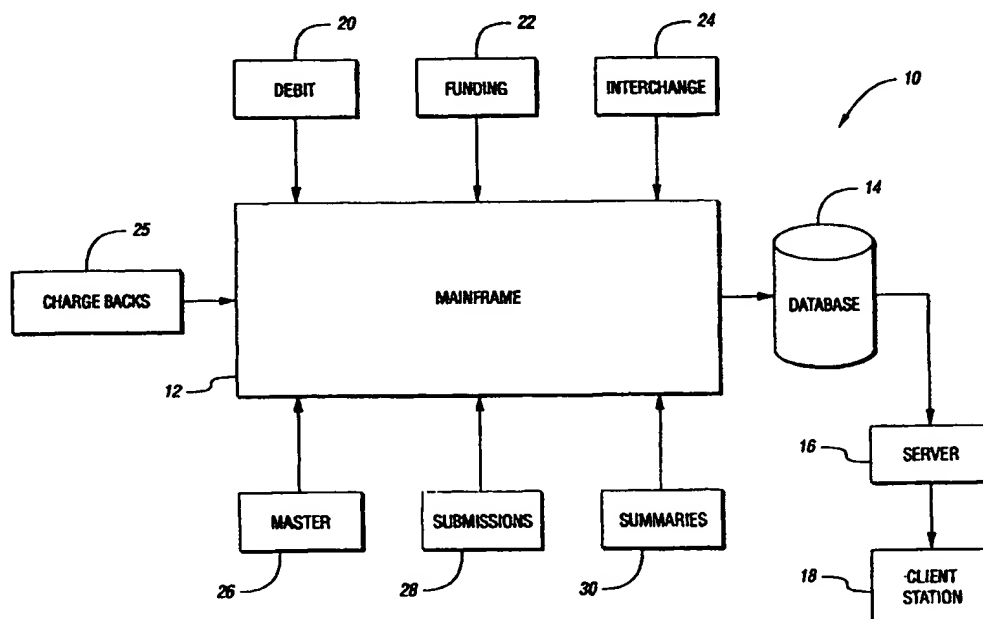 20
22
24
DEBIT
FUNDING
INTERCHANGE
10
14
25
CHARGE BACKS
MAINFRAME
DATABASE
12
16
SERVER
MASTER
SUBMISSIONS
SUMMARIES
26
28
30
18
CLIENT
STATION